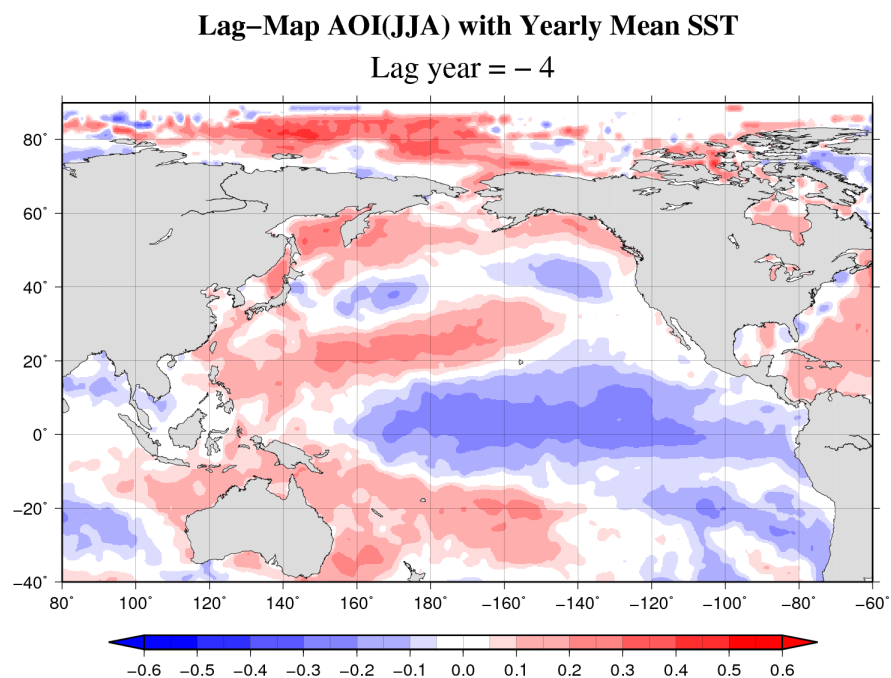 Lag−Map AOI(JJA) with Yearly Mean SST
Lag year = − 4
80˚
60˚
40˚
20˚
0˚
−20˚
−40˚
80 100 120 140 160 180 −160˚ −140˚ −120˚ −100˚ −80 −60˚
-0.6 -0.5 -0.4 -0.3 -0.2 -0.1 0.0 0.1 0.2 0.3 0.4 0.5 0.6